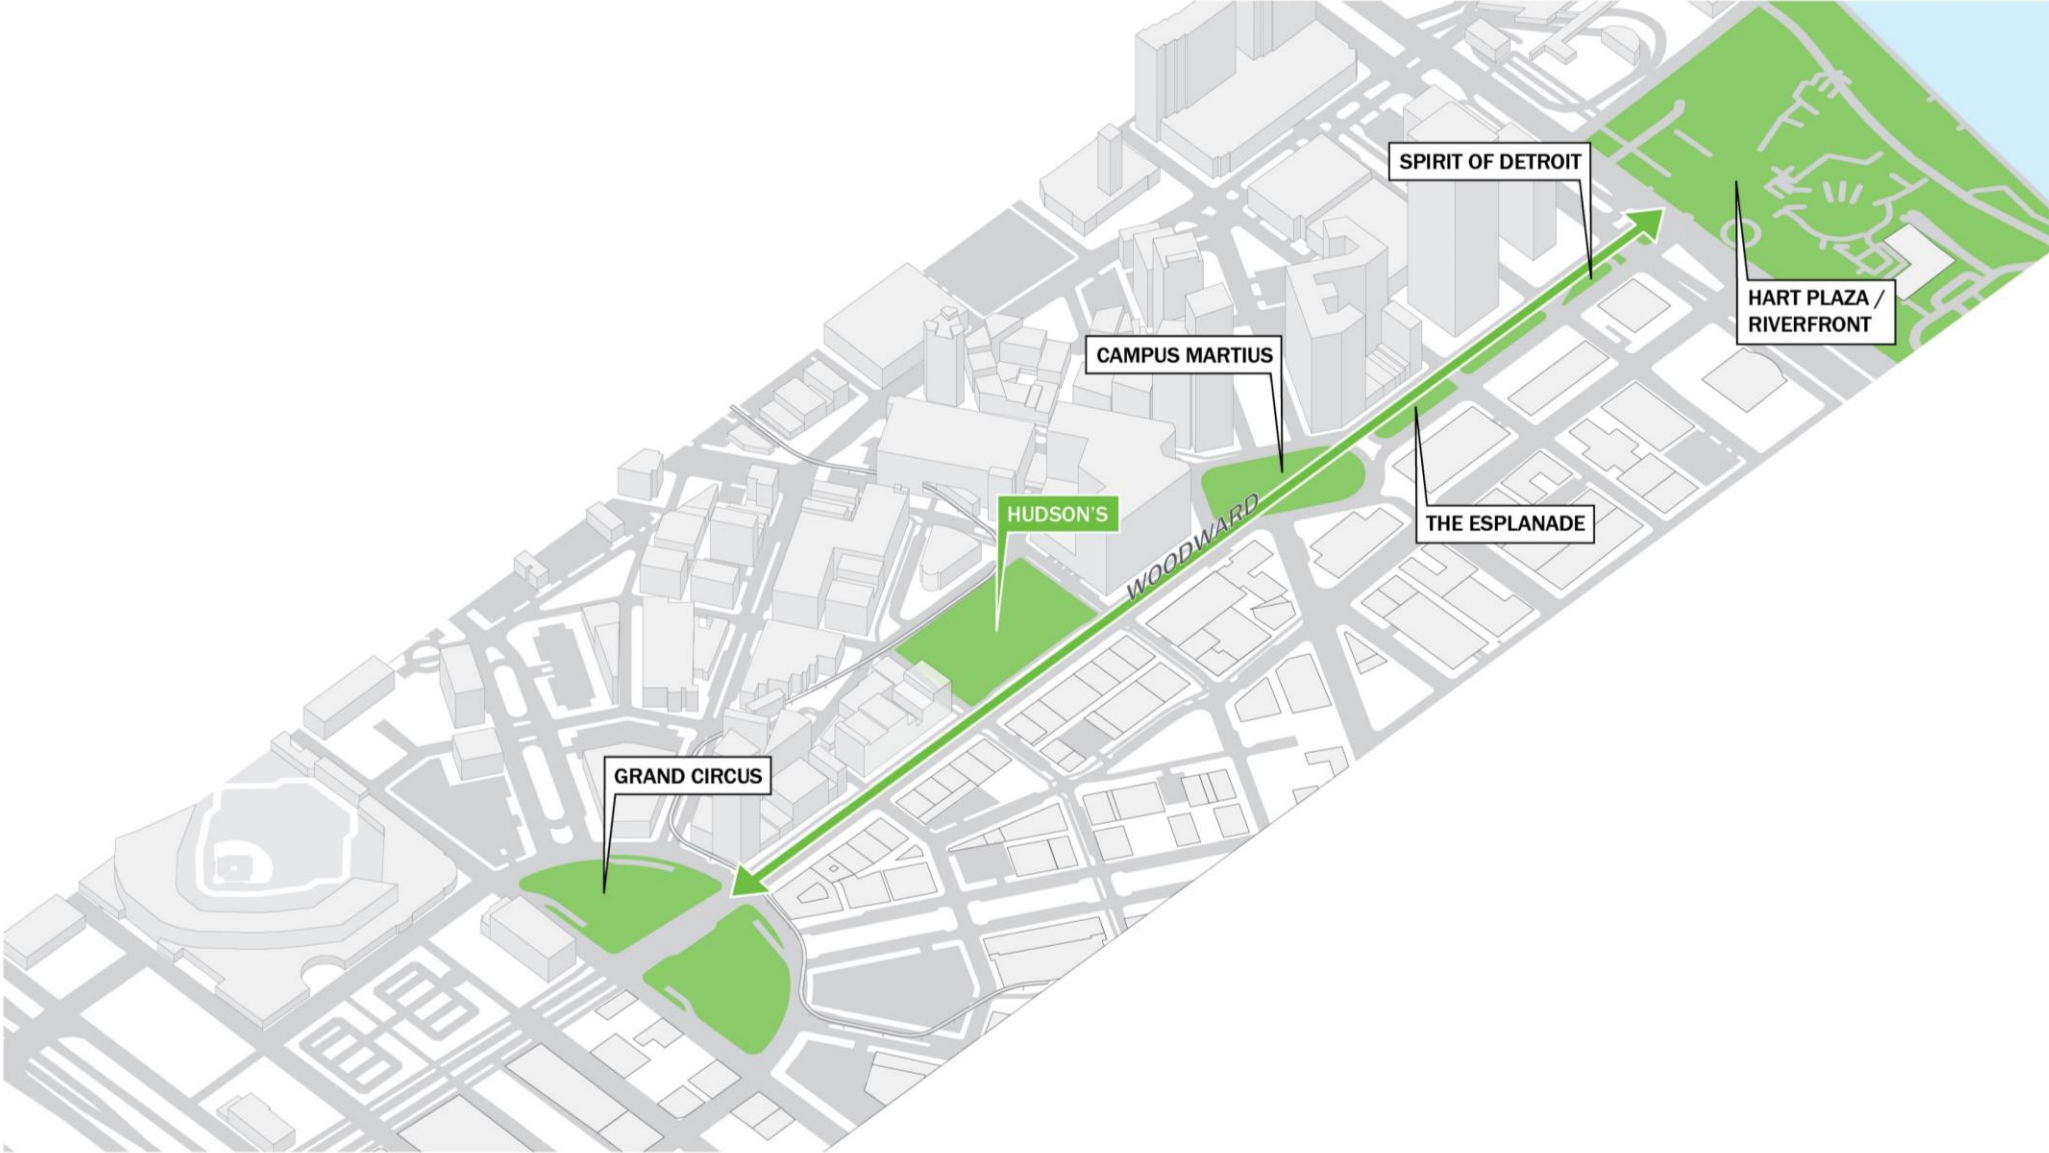 SPIRIT OF DETROIT
HART PLAZA /
RIVERFRONT
CAMPUS MARTIUS
HUDSON'S
THE ESPLANADE
WOODWARD
GRAND CIRCUS